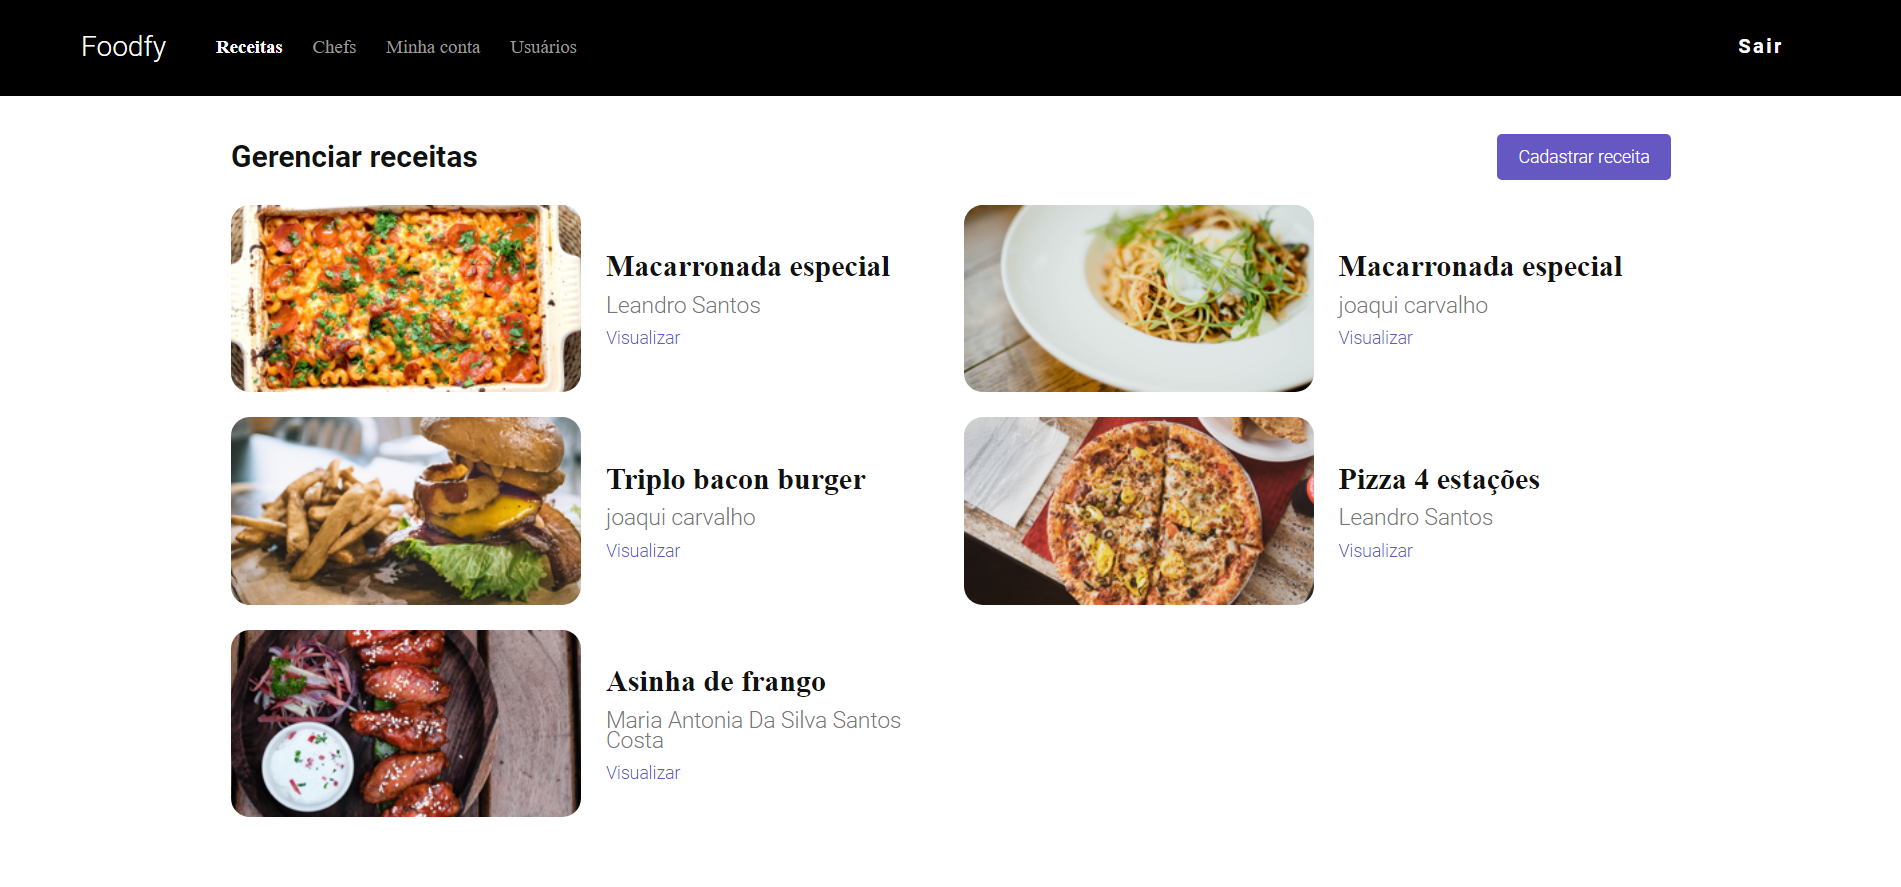 Foodfy
Receitas
Chefs
Minha conta
Usuários
Sair
Gerenciar receitas
Cadastrar receita
Macarronada especial
Leandro Santos
Visualizar
Macarronada especial
joaqui carvalho
Visualizar
Triplo bacon burger
joaqui carvalho
Visualizar
Pizza 4 estações
Leandro Santos
Visualizar
Asinha de frango
Maria Antonia Da Silva Santos
Costa
Visualizar